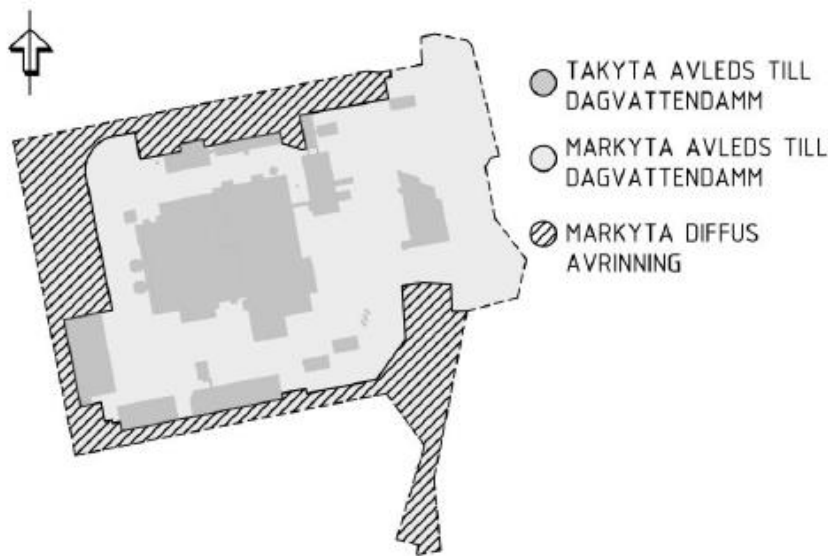 TAKYTA AVLEDS TILL
DAGVATTENDAMM
MARKYTA AVLEDS TILL
DAGVATTENDAMM
MARKYTA DIFFUS
AVRINNING